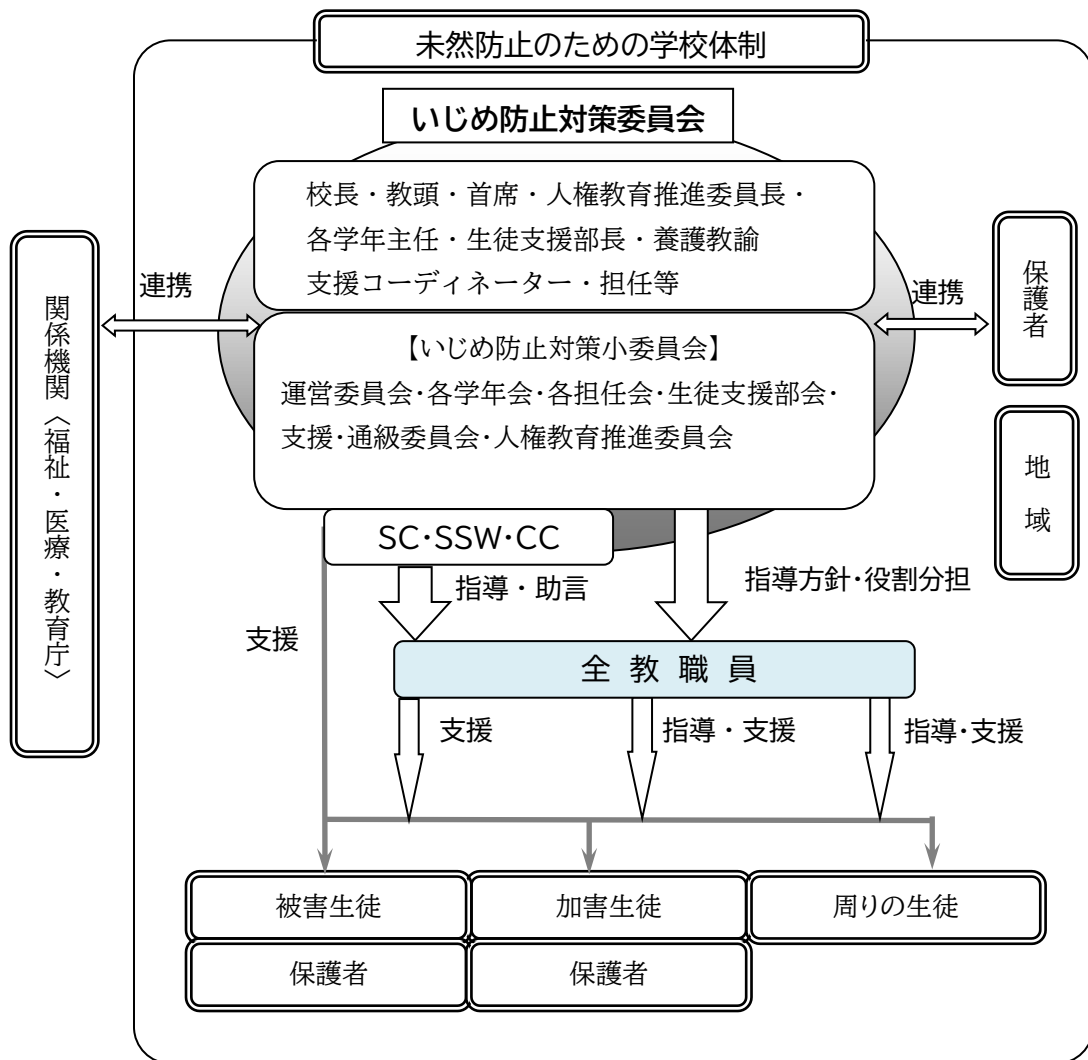 未然防止のための学校体制
いじめ防止対策委員会
校長・教頭・首席・人権教育推進委員長・
各学年主任・生徒支援部長・養護教諭
支援コーディネーター・担任等
連携
連携
関係機関〈福祉・医療・教育庁〉
保護者
【いじめ防止対策小委員会】
運営委員会・各学年会・各担任会・生徒支援部会・
支援・通級委員会・人権教育推進委員会
地域
SC・SSW・CC
指導・助言
指導方針・役割分担
支援
全教職員
支援
指導・支援
指導・支援
被害生徒
加害生徒
周りの生徒
保護者
保護者